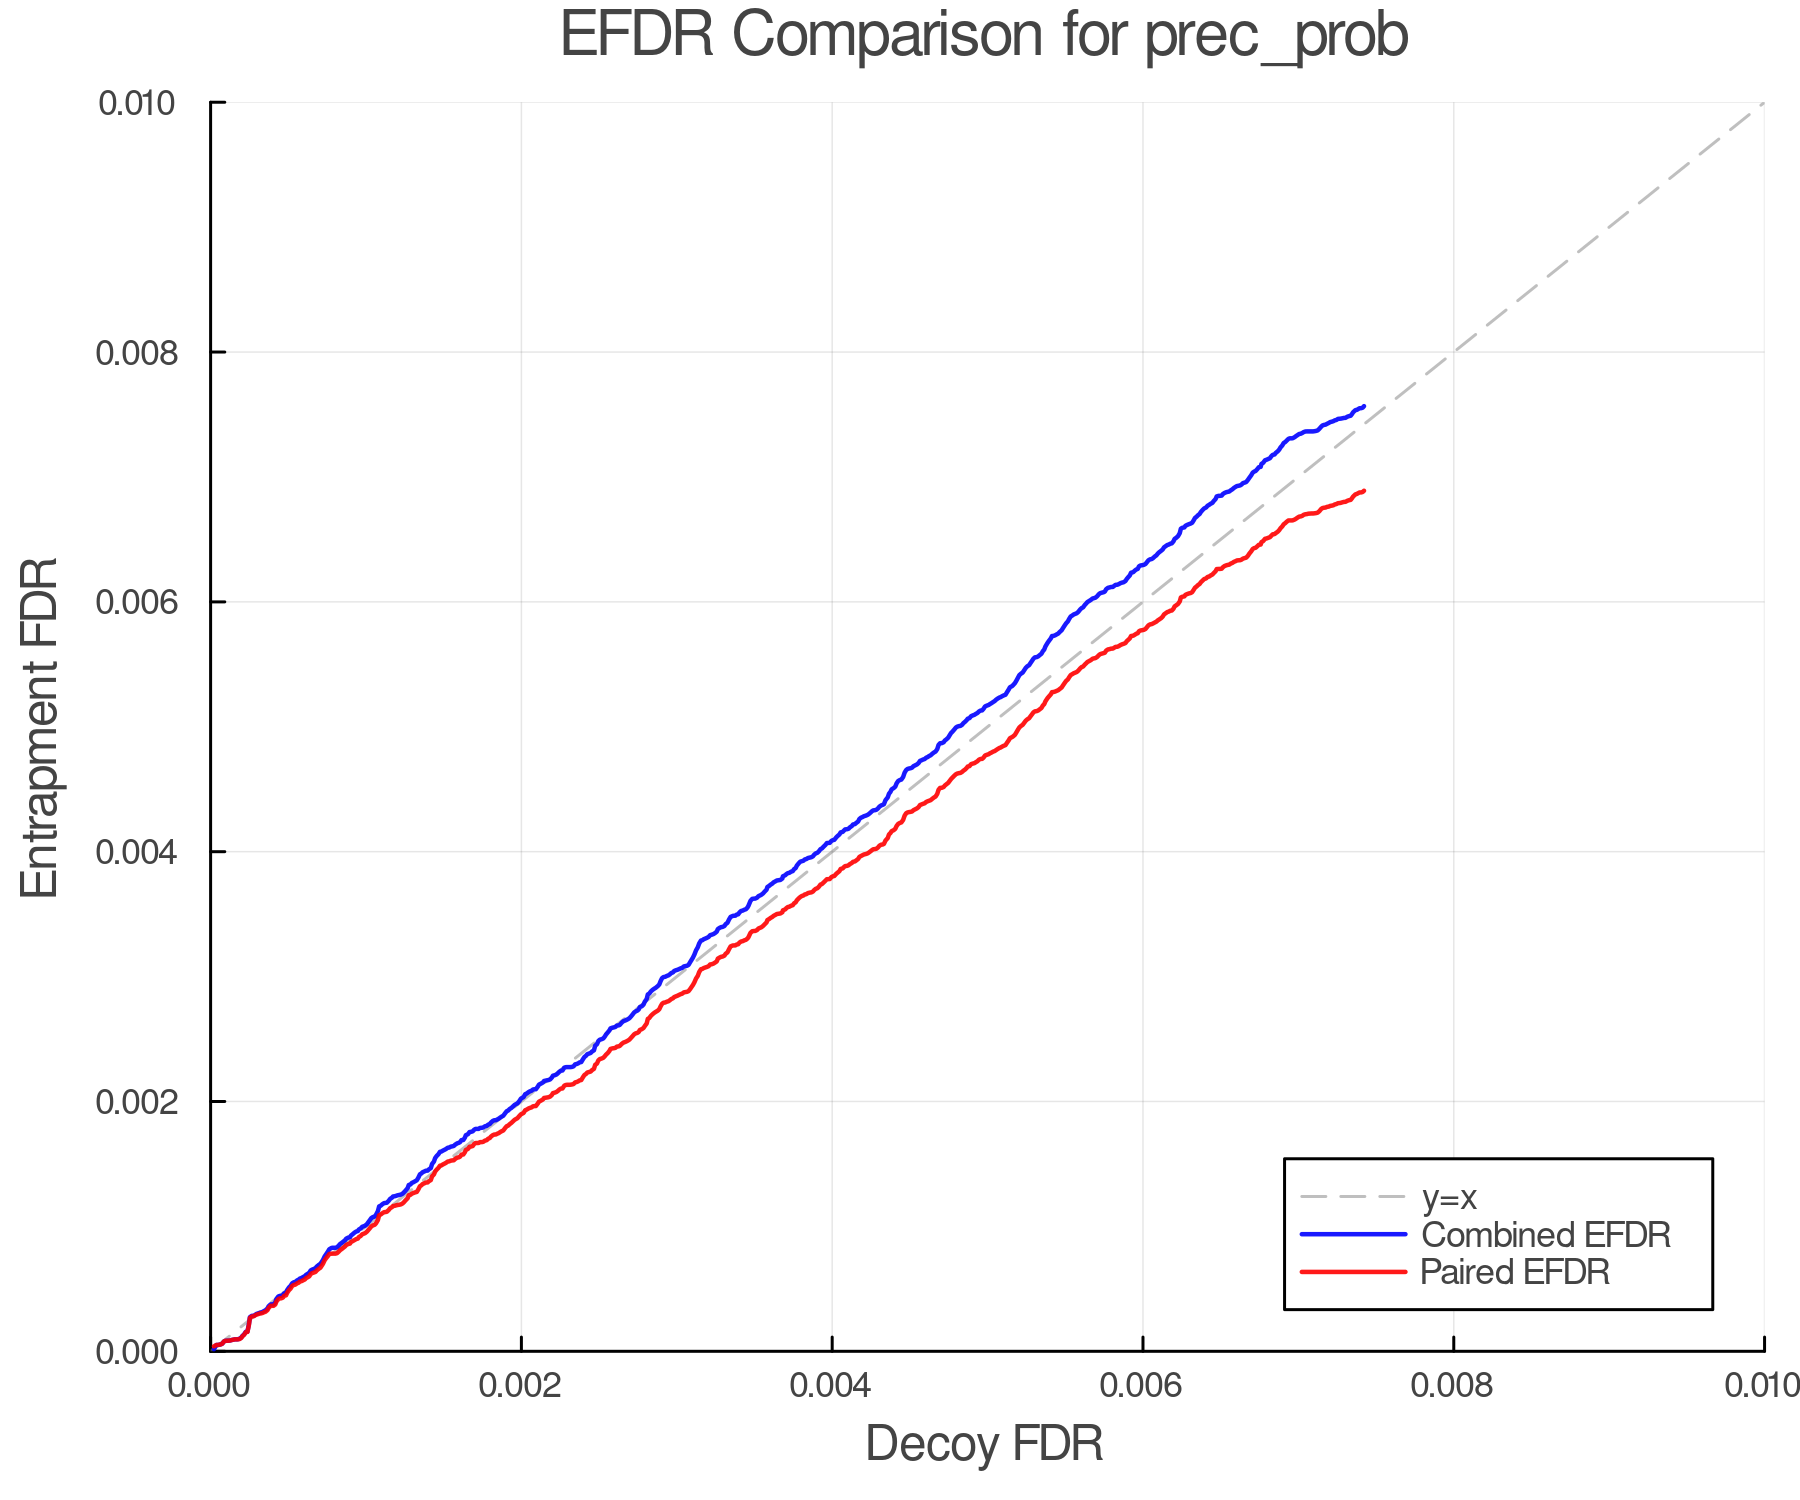 EFDR Comparison for prec_prob
0.010
0.008
0.006
0.004
0.002
0.000
Entrapment FDR
y=x
Combined EFDR
Paired EFDR
0.000 0.002 0.004 0.006 0.008 0.010
Decoy FDR